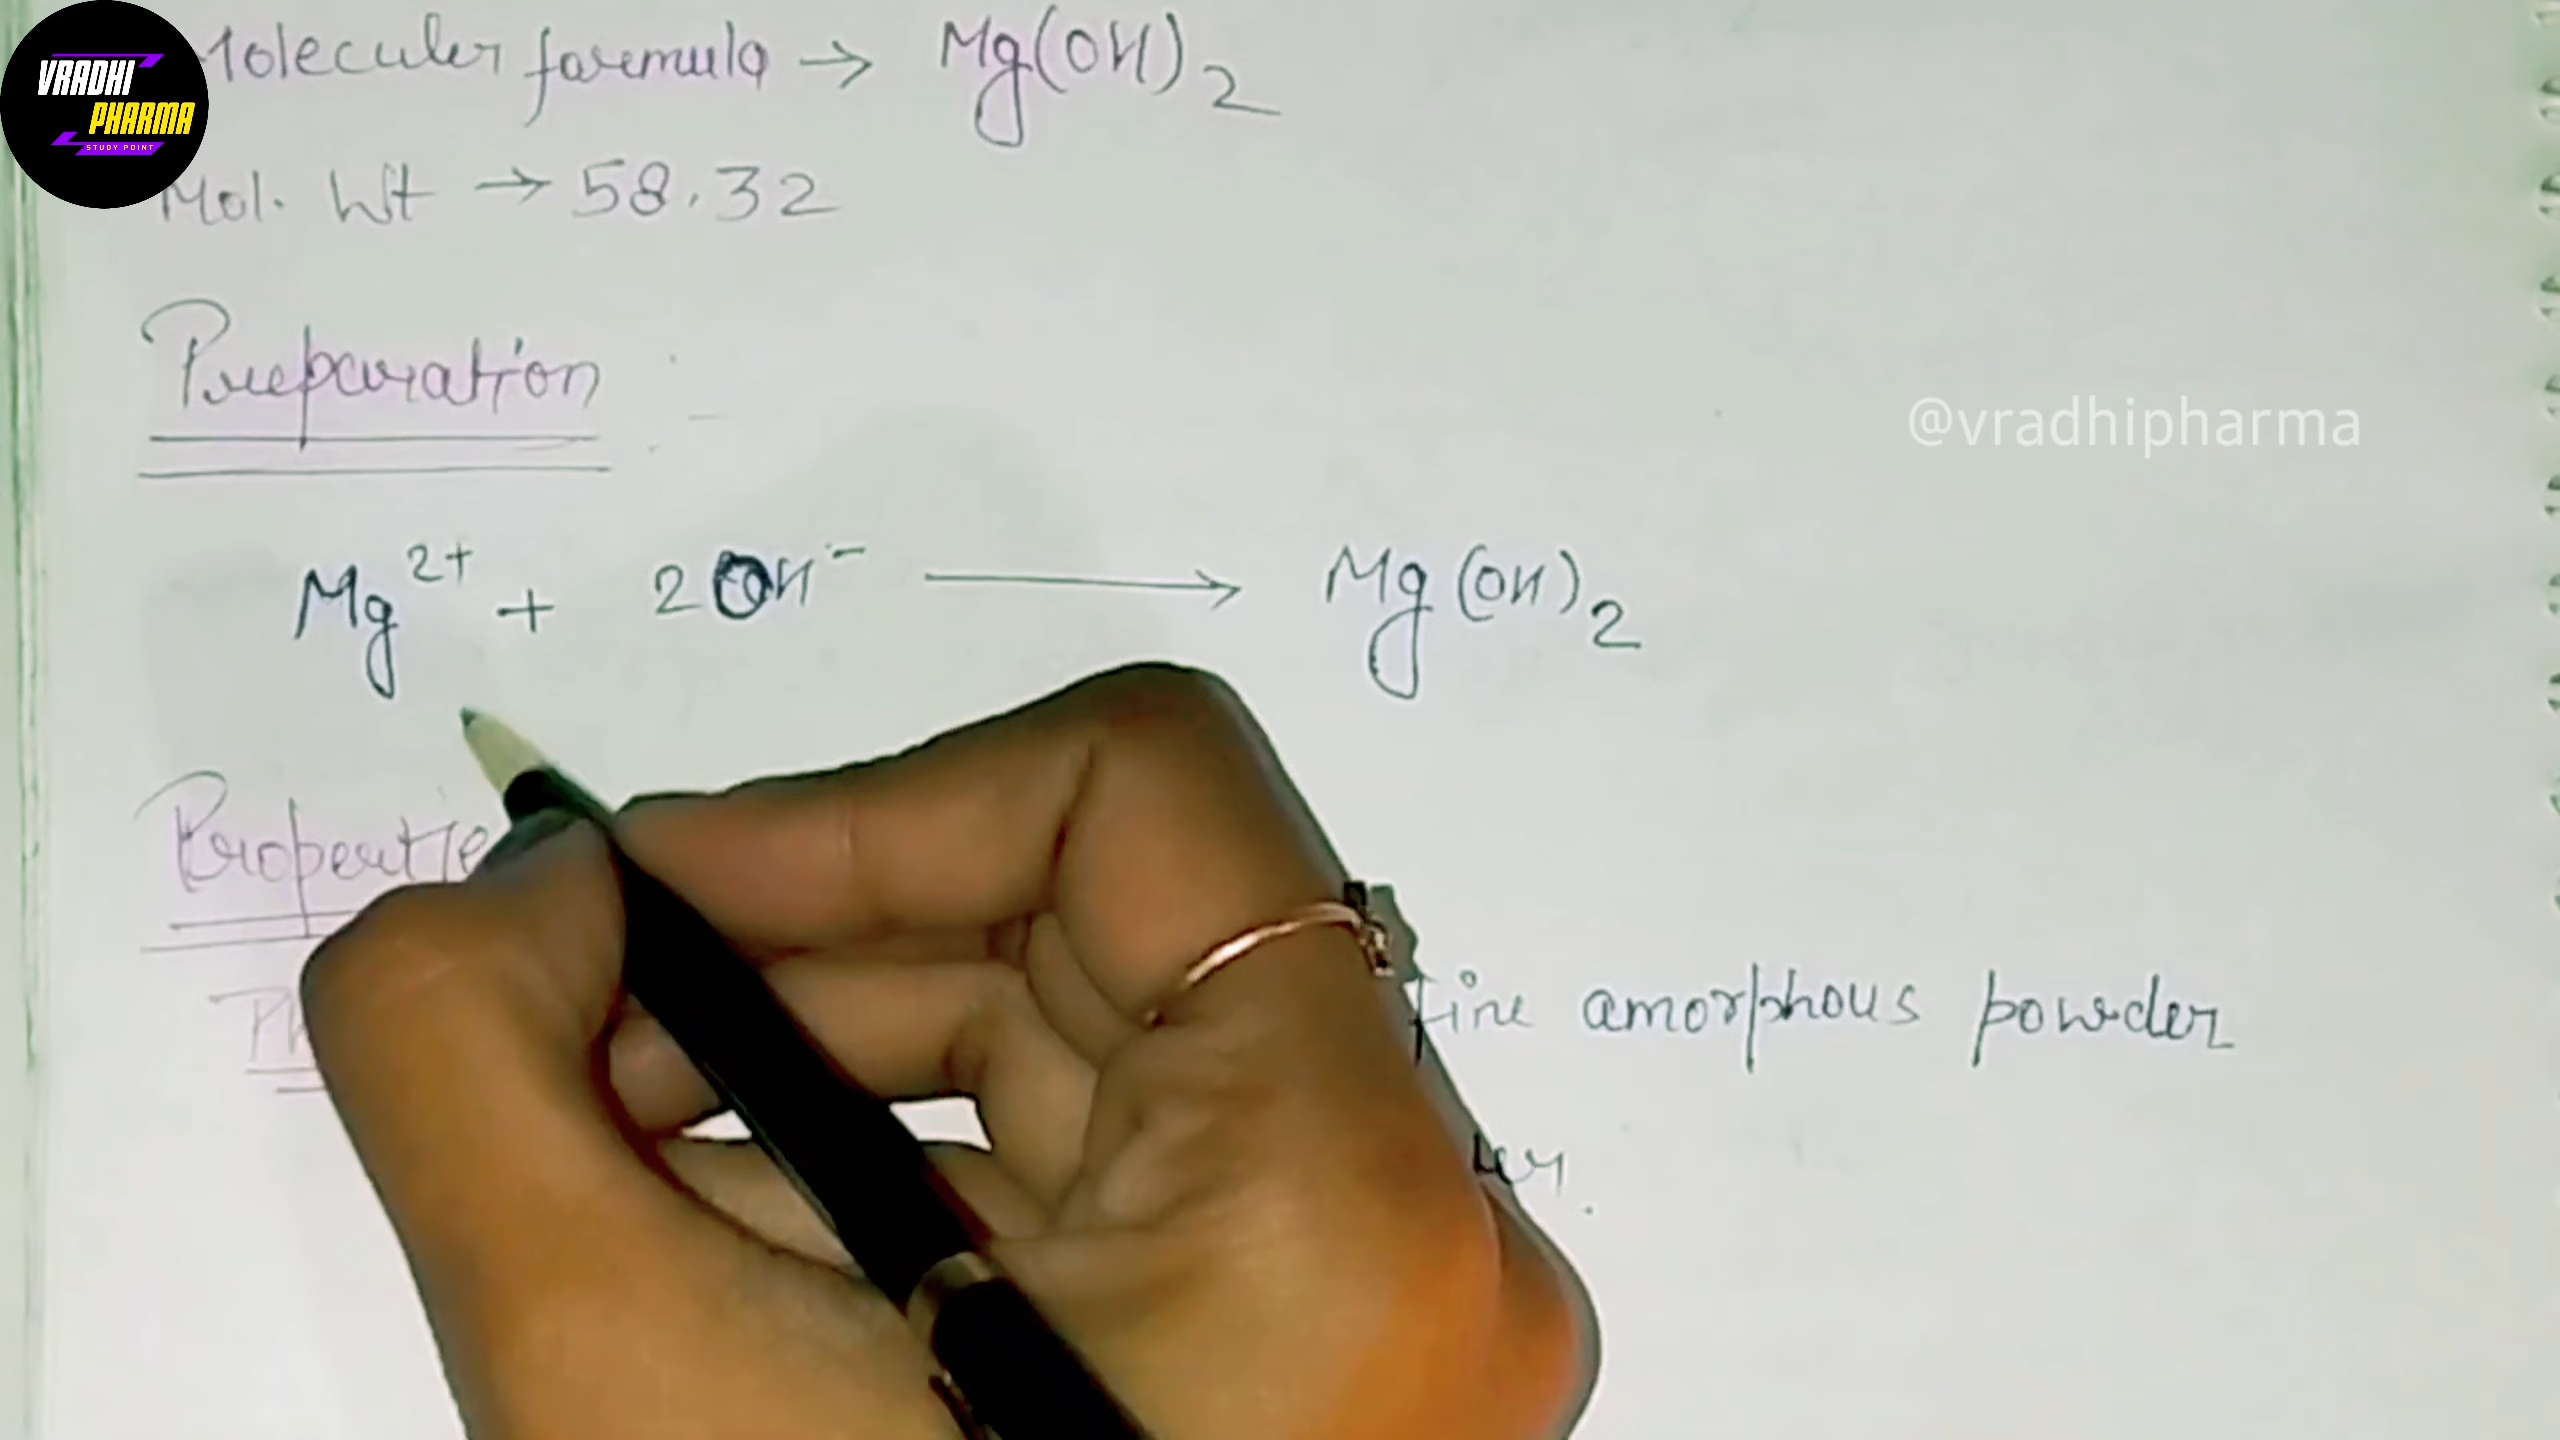 VRADHI
PHARMA
STUDY POINT
Moleculer formula → Mg(OH)2
Mol. Wt → 58.32
Preparation :-
@vradhipharma
Mg2+ + 2OH- → Mg(OH)2
fine amorphous powder